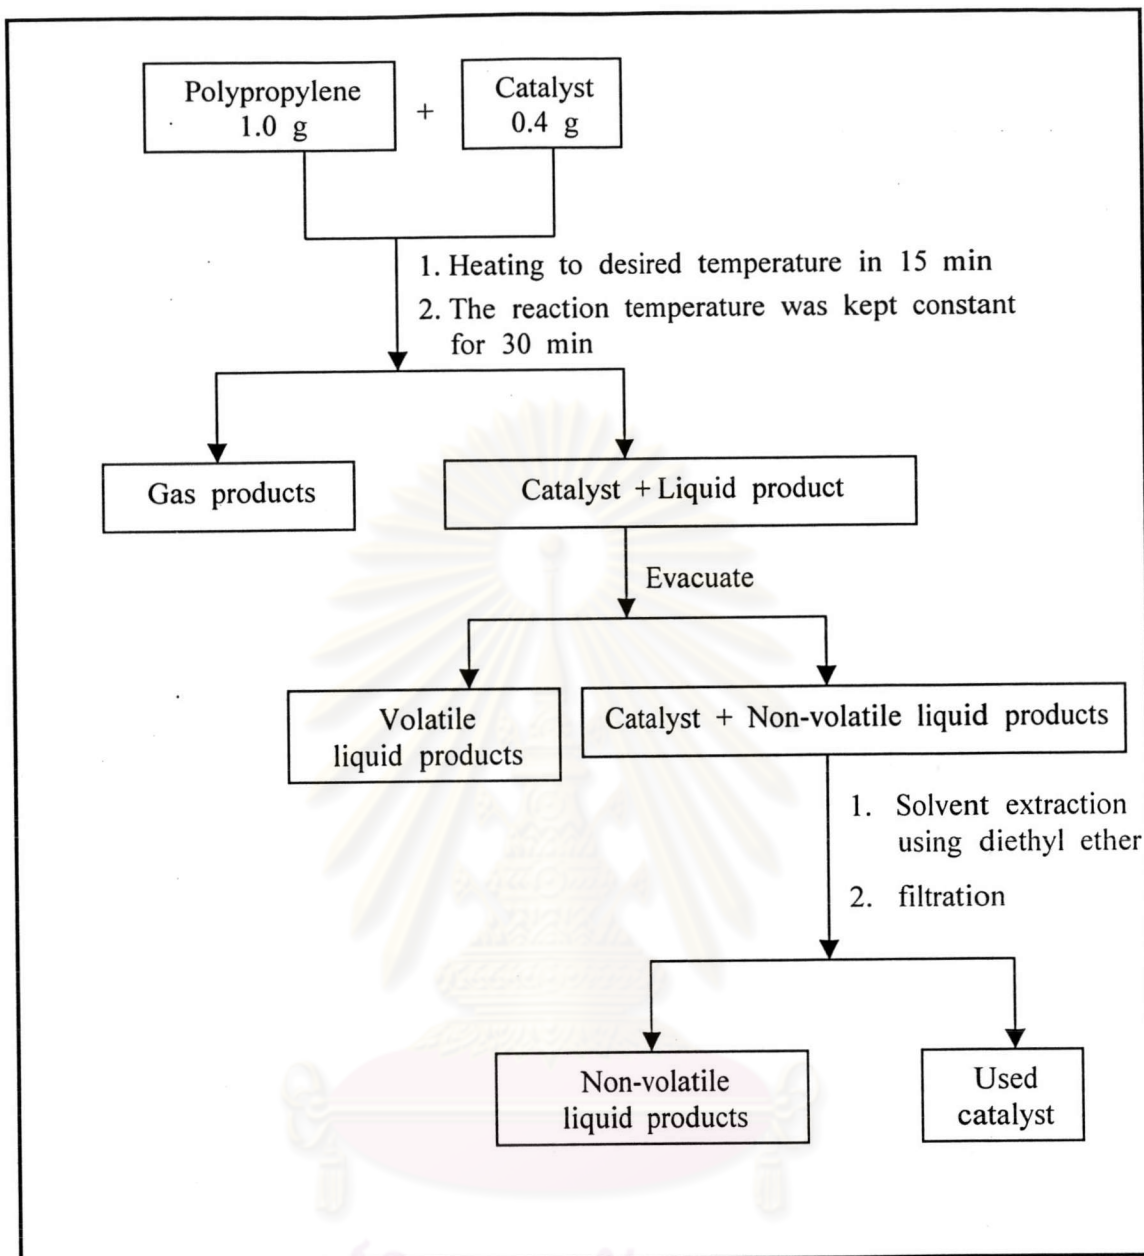 Polypropylene
1.0 g
+
Catalyst
0.4 g
1. Heating to desired temperature in 15 min
2. The reaction temperature was kept constant
for 30 min
Gas products
Catalyst + Liquid product
Evacuate
Volatile
liquid products
Catalyst + Non-volatile liquid products
1. Solvent extraction
using diethyl ether
2. filtration
Non-volatile
liquid products
Used
catalyst